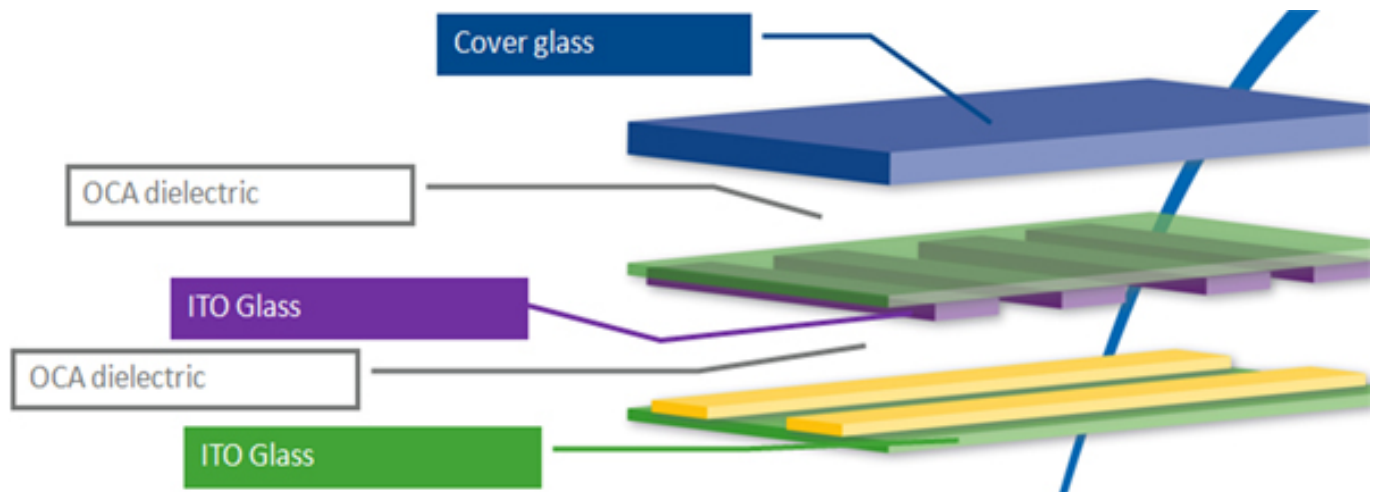 Cover glass
OCA dielectric
ITO Glass
OCA dielectric
ITO Glass